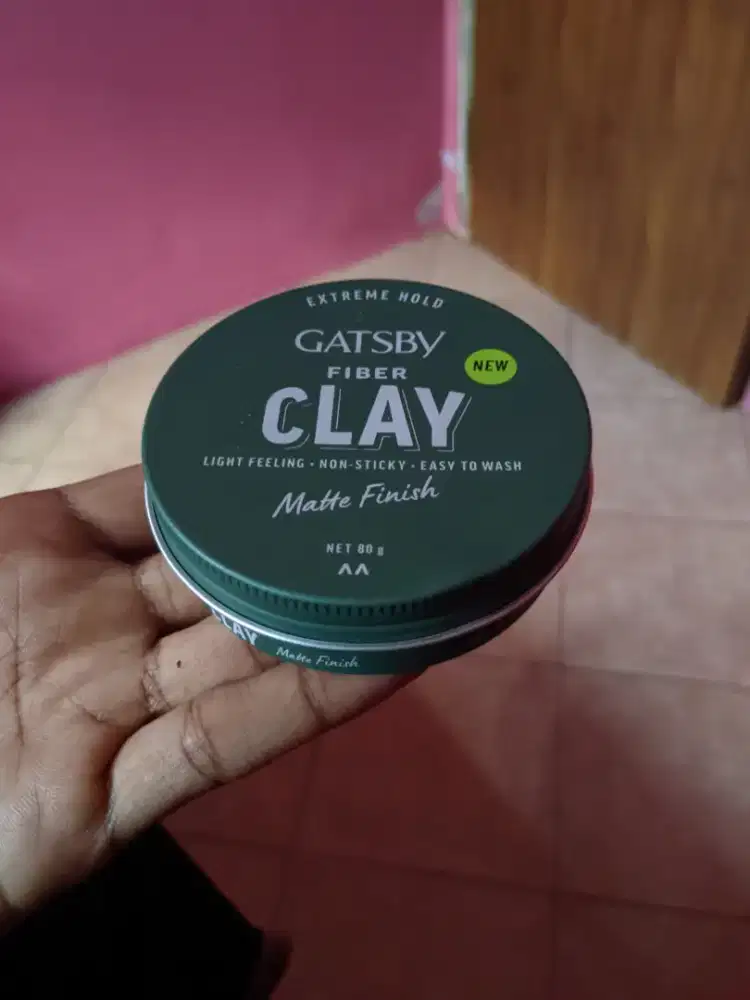 EXTREME HOLD
GATSBY
NEW
FIBER
CLAY
LIGHT FEELING • NON-STICKY • EASY TO WASH
Matte Finish
NET 80 g
CLAY
Matte Finish